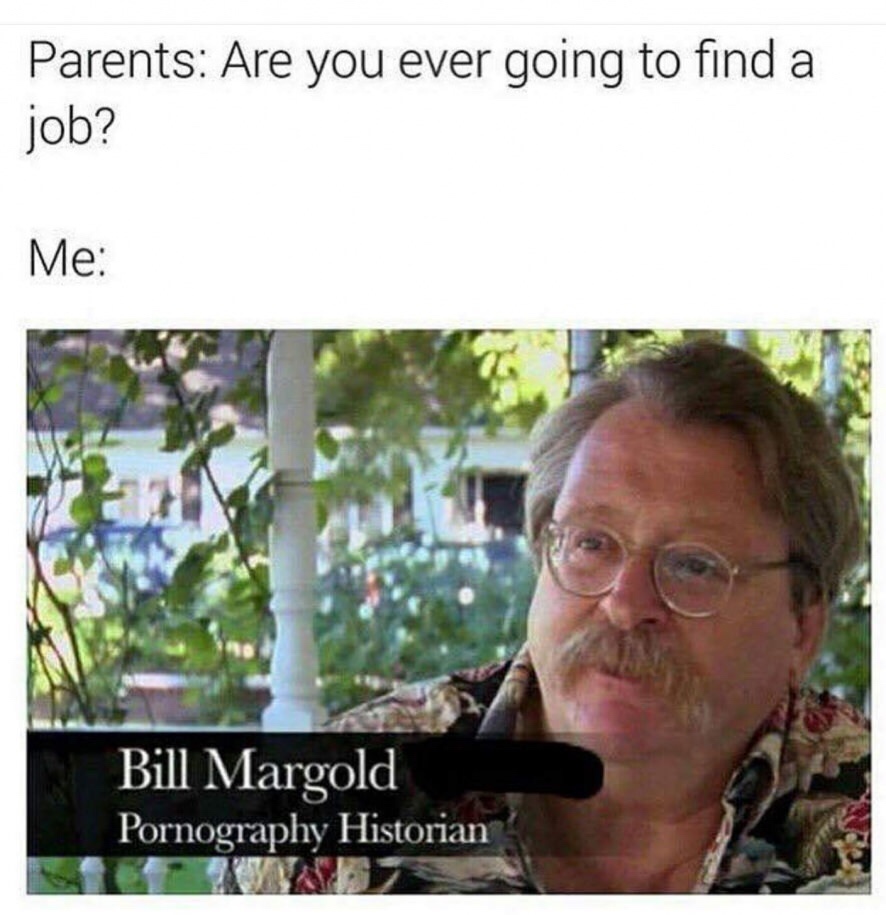 Parents: Are you ever going to find a
job?
Me:
Bill Margold
Pornography Historian